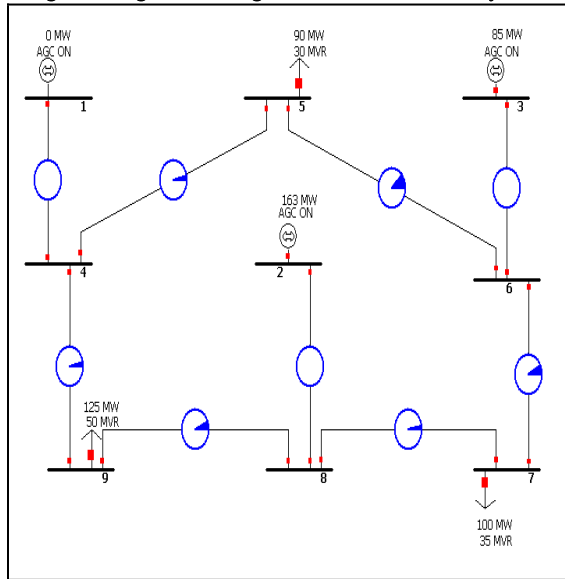 0 MW
AGC ON
90 MW
30 MVR
85 MW
AGC ON
1
5
3
163 MW
AGC ON
4
2
6
125 MW
50 MVR
9
8
7
100 MW
35 MVR